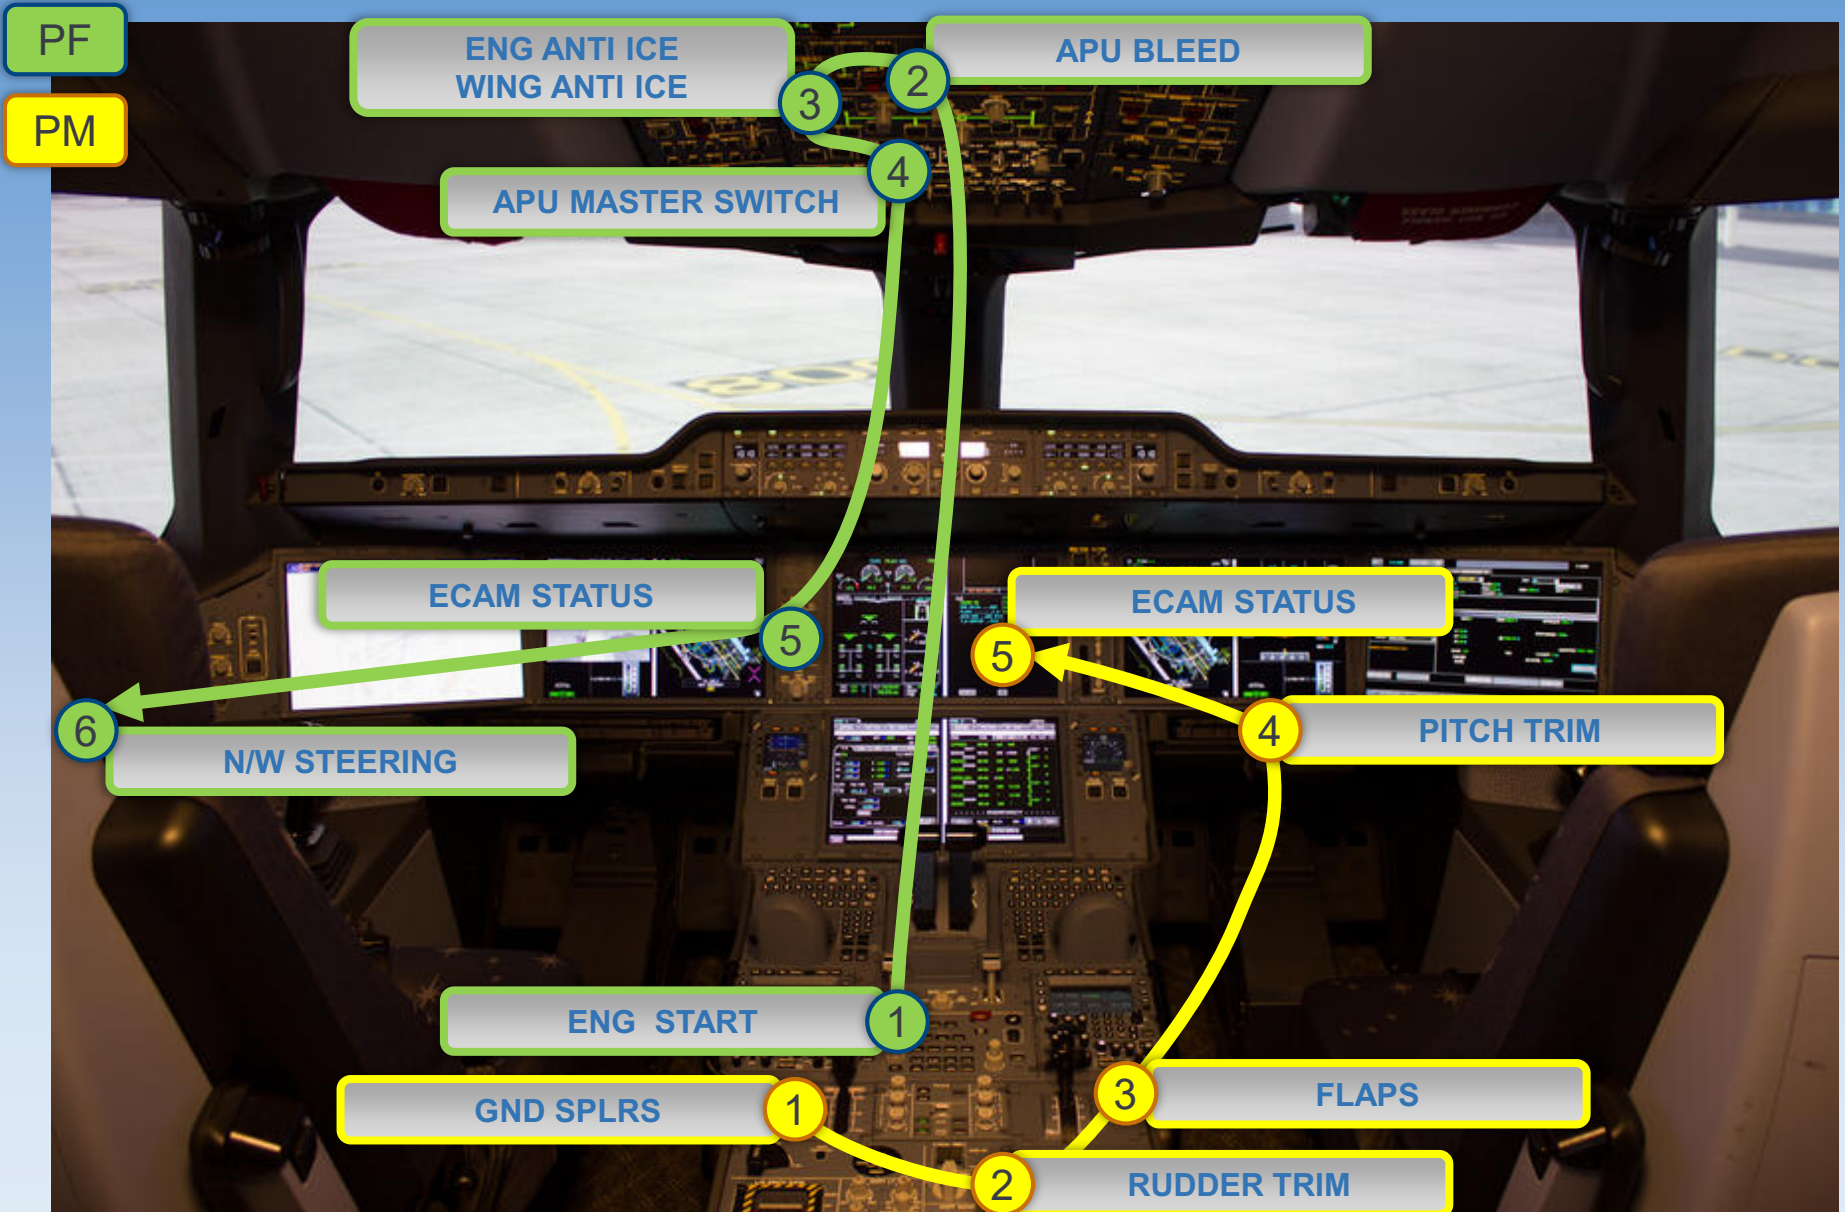 PF
PM
ENG ANTI ICE
WING ANTI ICE
3
2
APU BLEED
4
APU MASTER SWITCH
ECAM STATUS
5
ECAM STATUS
5
6
N/W STEERING
4
PITCH TRIM
ENG START
1
GND SPLRS
1
3
FLAPS
2
RUDDER TRIM